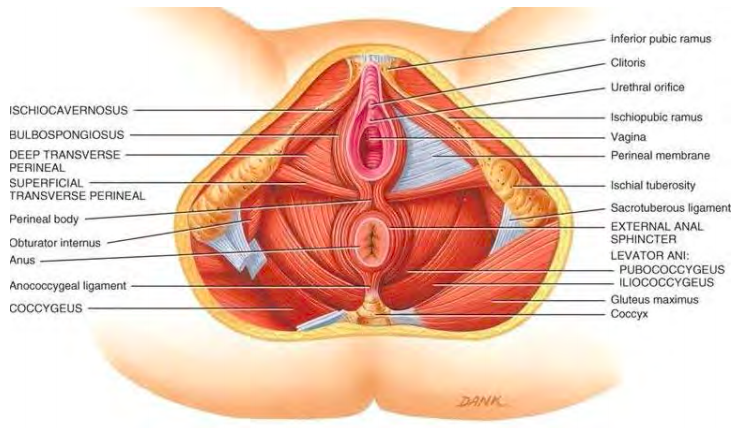 ISCHIOCAVERNOSUS
BULBOSPONGIOSUS
DEEP TRANSVERSE
PERINEAL
SUPERFICIAL
TRANSVERSE PERINEAL
Perineal body
Obturator internus
Anus
Anococcygeal ligament
COCCYGEUS
Inferior pubic ramus
Clitoris
Urethral orifice
Ischiopubic ramus
Vagina
Perineal membrane
Ischial tuberosity
Sacrotuberous ligament
EXTERNAL ANAL
SPHINCTER
LEVATOR ANI:
PUBOCOCCYGEUS
ILIOCOCCYGEUS
Gluteus maximus
Coccyx
DANK